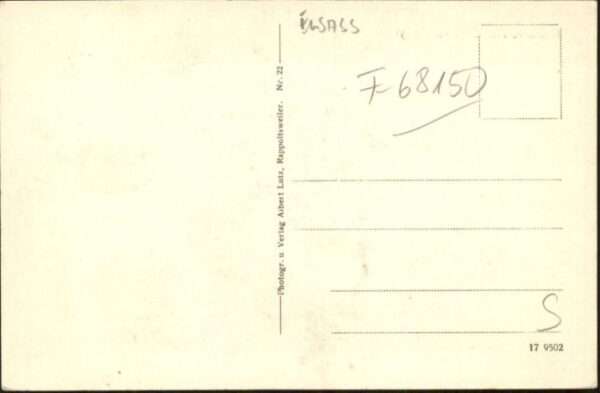 ELSASS
F 68150
Photogr. u Verlag Albert Lutz, Rappoltsweiler. Nr. 22
S
17 9502